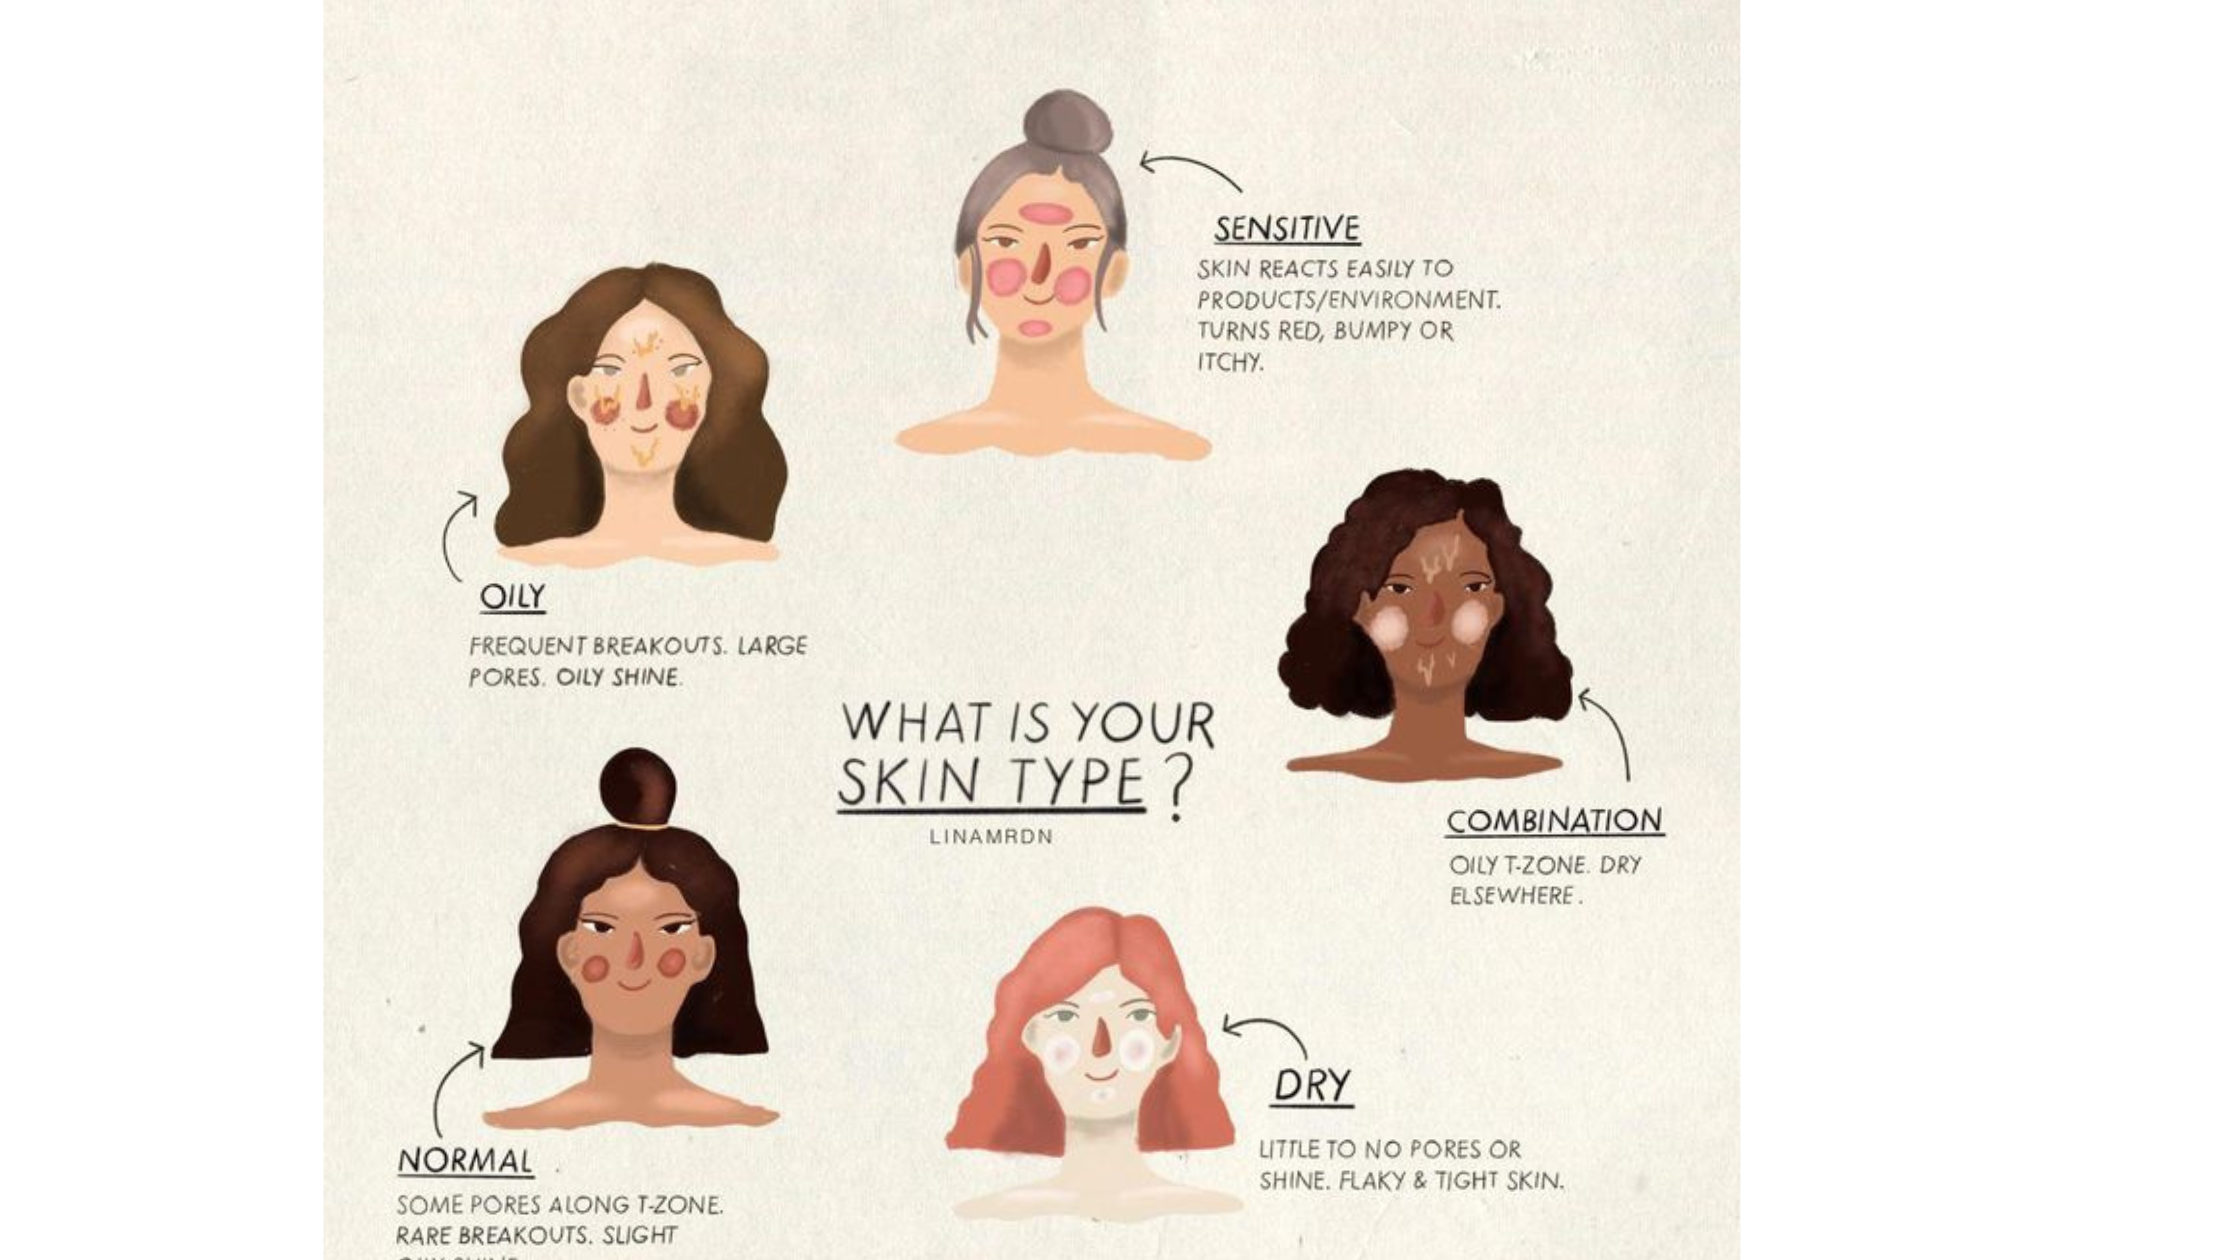 SENSITIVE
SKIN REACTS EASILY TO
PRODUCTS/ENVIRONMENT.
TURNS RED, BUMPY OR
ITCHY.
OILY
FREQUENT BREAKOUTS. LARGE
PORES. OILY SHINE.
WHAT IS YOUR
SKIN TYPE?
LINAMRDN
COMBINATION
OILY T-ZONE. DRY
ELSEWHERE.
DRY
LITTLE TO NO PORES OR
SHINE. FLAKY & TIGHT SKIN.
NORMAL
SOME PORES ALONG T-ZONE.
RARE BREAKOUTS. SLIGHT